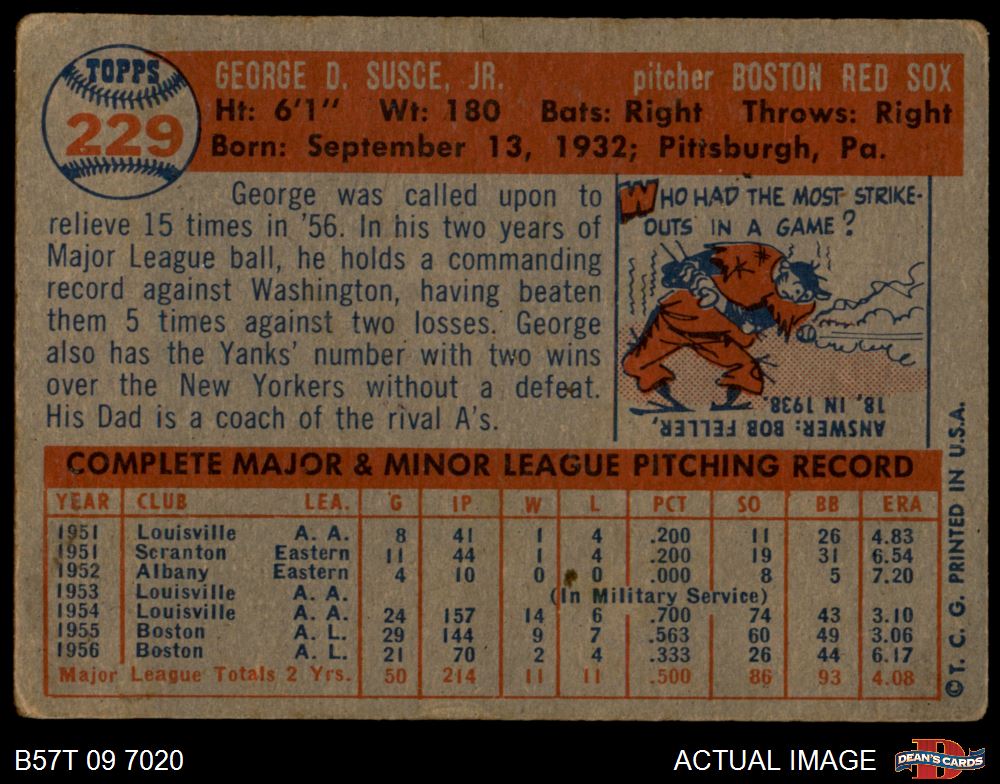 TOPPS
229
GEORGE D. SUSCE, JR. pitcher BOSTON RED SOX
Ht: 6'1" Wt: 180 Bats: Right Throws: Right
Born: September 13, 1932; Pittsburgh, Pa.
George was called upon to
relieve 15 times in '56. In his two years of
Major League ball, he holds a commanding
record against Washington, having beaten
them 5 times against two losses. George
also has the Yanks' number with two wins
over the New Yorkers without a defeat.
His Dad is a coach of the rival A's.
WHO HAD THE MOST STRIKE-
OUTS IN A GAME?
ANSWER: BOB FELLER,
18, IN 1938.
COMPLETE MAJOR & MINOR LEAGUE PITCHING RECORD
YEAR CLUB LEA. G IP W L PCT SO BB ERA
1951 Louisville A. A. 8 41 1 4 .200 11 26 4.83
1951 Scranton Eastern 11 44 1 4 .200 19 31 6.54
1952 Albany Eastern 4 10 0 0 .000 8 5 7.20
1953 Louisville A. A. (In Military Service)
1954 Louisville A. A. 24 157 14 6 .700 74 43 3.10
1955 Boston A. L. 29 144 9 7 .563 60 49 3.06
1956 Boston A. L. 21 70 2 4 .333 26 44 6.17
Major League Totals 2 Yrs. 50 214 11 11 .500 86 93 4.08
© T. C. G. PRINTED IN U.S.A.
B57T 09 7020
ACTUAL IMAGE
DEAN'S CARDS